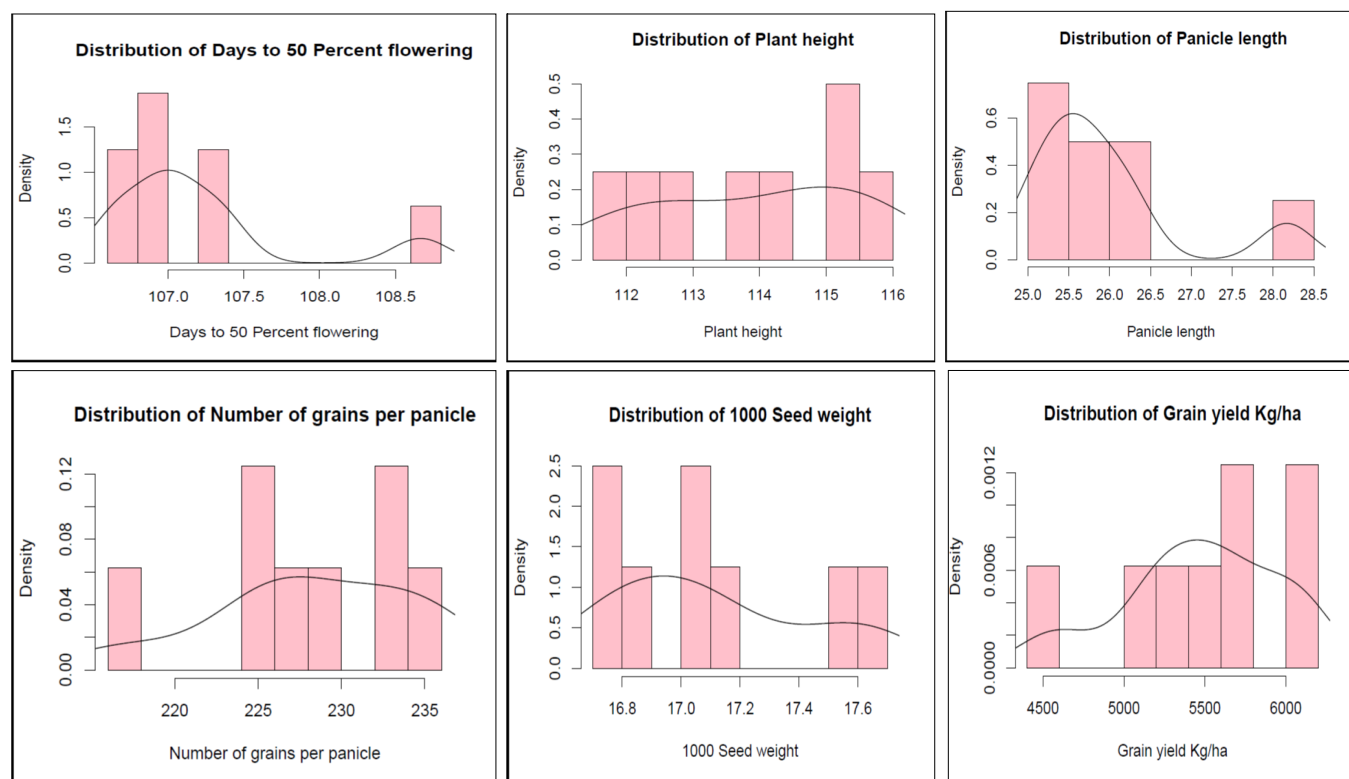 Distribution of Days to 50 Percent flowering
Density
0.0 0.5 1.0 1.5
107.0 107.5 108.0 108.5
Days to 50 Percent flowering
Distribution of Plant height
Density
0.0 0.1 0.2 0.3 0.4 0.5
112 113 114 115 116
Plant height
Distribution of Panicle length
Density
0.0 0.2 0.4 0.6
25.0 25.5 26.0 26.5 27.0 27.5 28.0 28.5
Panicle length
Distribution of Number of grains per panicle
Density
0.00 0.04 0.08 0.12
220 225 230 235
Number of grains per panicle
Distribution of 1000 Seed weight
Density
0.0 0.5 1.0 1.5 2.0 2.5
16.8 17.0 17.2 17.4 17.6
1000 Seed weight
Distribution of Grain yield Kg/ha
Density
0.0000 0.0006 0.0012
4500 5000 5500 6000
Grain yield Kg/ha